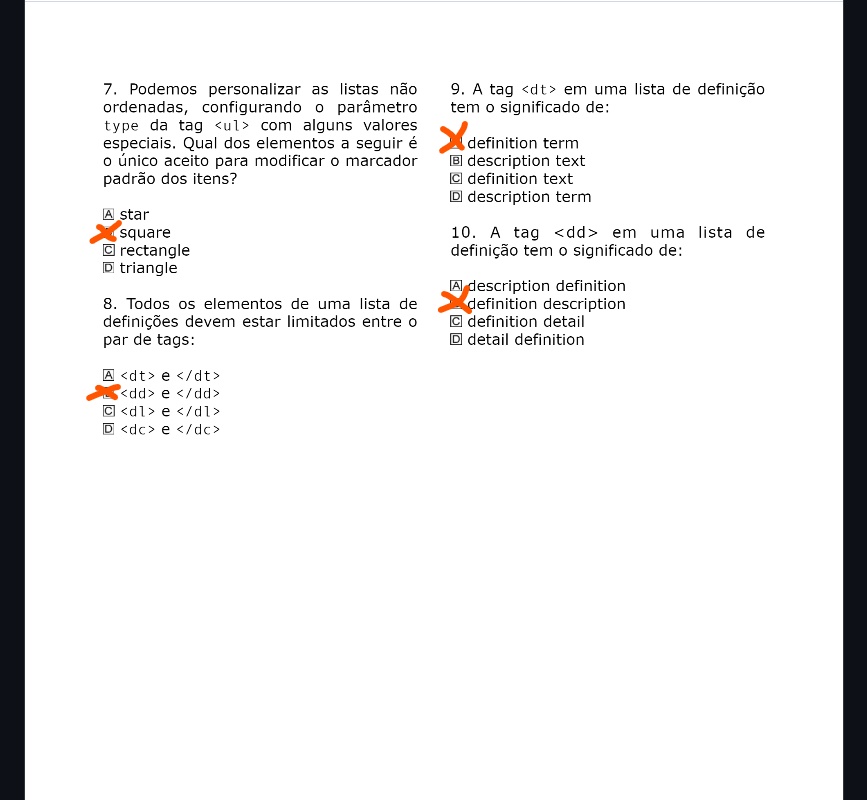 7. Podemos personalizar as listas não
ordenadas, configurando o parâmetro
type da tag <ul> com alguns valores
especiais. Qual dos elementos a seguir é
o único aceito para modificar o marcador
padrão dos itens?
A star
square
C rectangle
D triangle
8. Todos os elementos de uma lista de
definições devem estar limitados entre o
par de tags:
A <dt> e </dt>
<dd> e </dd>
C <dl> e </dl>
D <dc> e </dc>
9. A tag <dt> em uma lista de definição
tem o significado de:
definition term
B description text
C definition text
D description term
10. A tag <dd> em uma lista de
definição tem o significado de:
A description definition
definition description
C definition detail
D detail definition